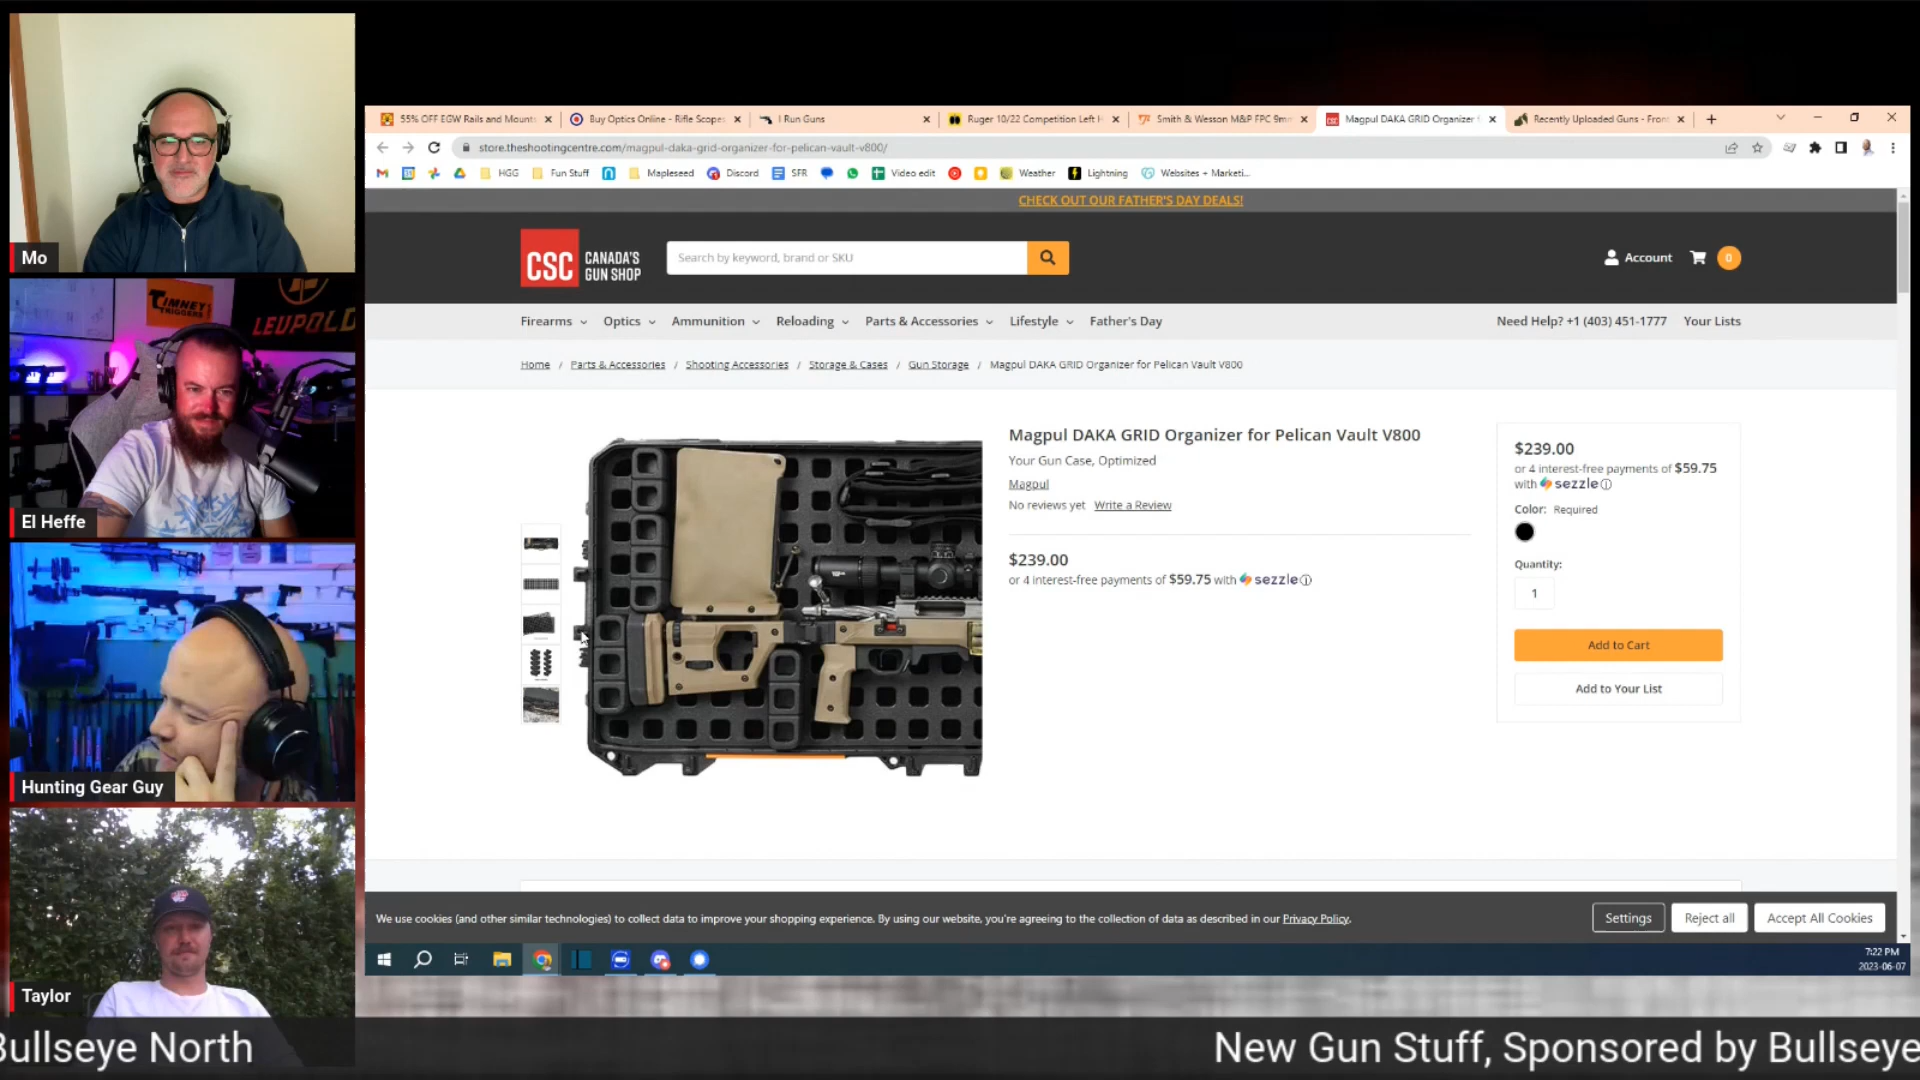 Mo
TIMNEY
TRIGGERS
LEUPOLD
El Heffe
Hunting Gear Guy
Taylor
55% OFF EGW Rails and Mounts
Buy Optics Online - Rifle Scopes
I Run Guns
Ruger 10/22 Competition Left H
Smith & Wesson M&P FPC 9mm
Magpul DAKA GRID Organizer f
Recently Uploaded Guns - Fron
store.theshootingcentre.com/magpul-daka-grid-organizer-for-pelican-vault-v800/
HGG
Fun Stuff
Mapleseed
Discord
SFR
Video edit
Weather
Lightning
Websites + Marketi...
CHECK OUT OUR FATHER'S DAY DEALS!
CSC CANADA'S
GUN SHOP
Search by keyword, brand or SKU
Account
0
Firearms
Optics
Ammunition
Reloading
Parts & Accessories
Lifestyle
Father's Day
Need Help? +1 (403) 451-1777
Your Lists
Home / Parts & Accessories / Shooting Accessories / Storage & Cases / Gun Storage / Magpul DAKA GRID Organizer for Pelican Vault V800
Magpul DAKA GRID Organizer for Pelican Vault V800
Your Gun Case, Optimized
Magpul
No reviews yet Write a Review
$239.00
or 4 interest-free payments of $59.75 with sezzle
$239.00
or 4 interest-free payments of $59.75
with sezzle
Color: Required
Quantity:
1
Add to Cart
Add to Your List
We use cookies (and other similar technologies) to collect data to improve your shopping experience. By using our website, you're agreeing to the collection of data as described in our Privacy Policy.
Settings
Reject all
Accept All Cookies
7:22 PM
2023-06-07
Bullseye North
New Gun Stuff, Sponsored by Bullseye